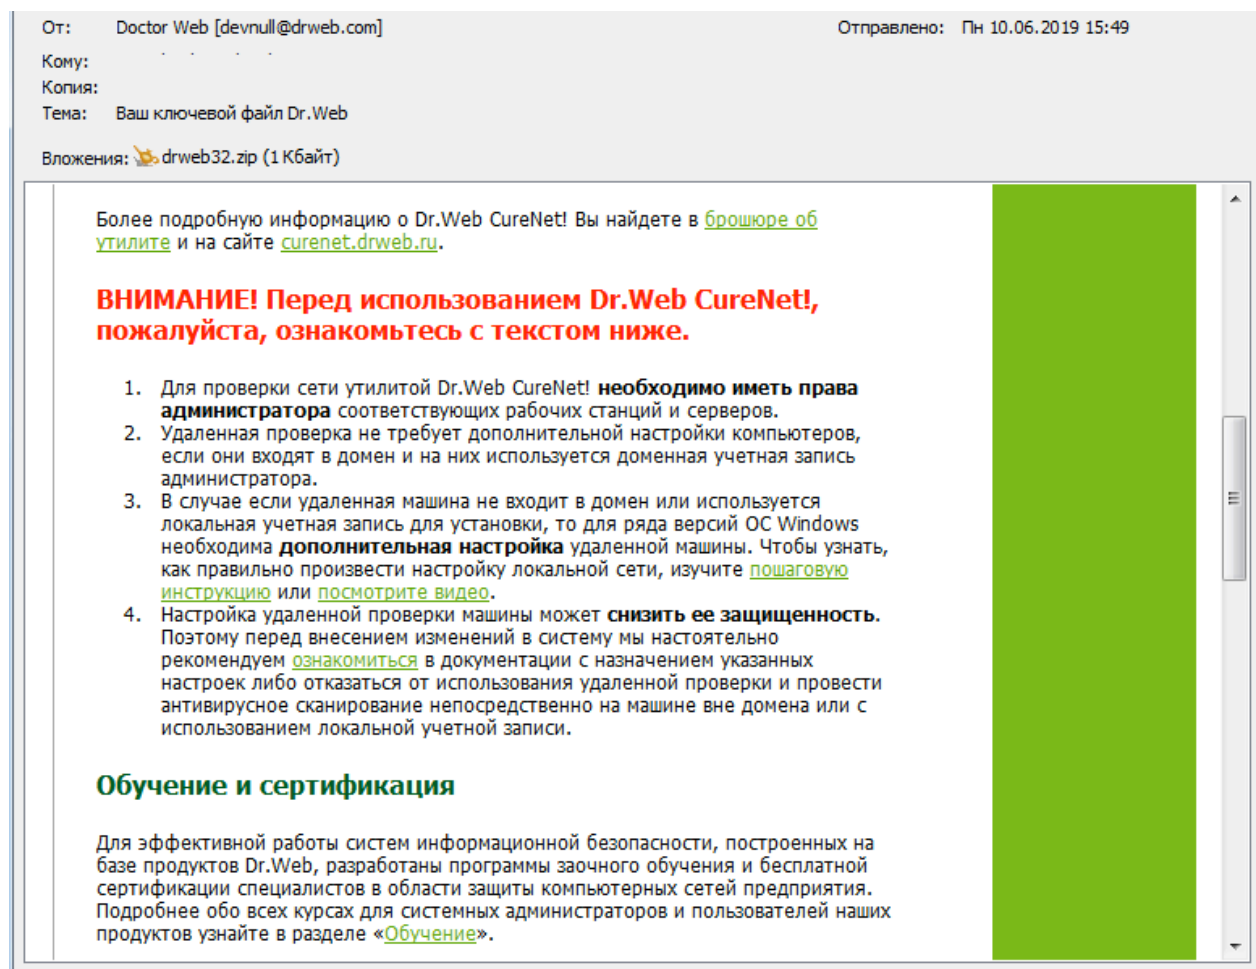 От: Doctor Web [devnull@drweb.com] Отправлено: Пн 10.06.2019 15:49
Кому:
Копия:
Тема: Ваш ключевой файл Dr.Web
Вложения: drweb32.zip (1 Кбайт)
Более подробную информацию о Dr.Web CureNet! Вы найдете в брошюре об
утилите и на сайте curenet.drweb.ru.
ВНИМАНИЕ! Перед использованием Dr.Web CureNet!,
пожалуйста, ознакомьтесь с текстом ниже.
1. Для проверки сети утилитой Dr.Web CureNet! необходимо иметь права
администратора соответствующих рабочих станций и серверов.
2. Удаленная проверка не требует дополнительной настройки компьютеров,
если они входят в домен и на них используется доменная учетная запись
администратора.
3. В случае если удаленная машина не входит в домен или используется
локальная учетная запись для установки, то для ряда версий ОС Windows
необходима дополнительная настройка удаленной машины. Чтобы узнать,
как правильно произвести настройку локальной сети, изучите пошаговую
инструкцию или посмотрите видео.
4. Настройка удаленной проверки машины может снизить ее защищенность.
Поэтому перед внесением изменений в систему мы настоятельно
рекомендуем ознакомиться в документации с назначением указанных
настроек либо отказаться от использования удаленной проверки и провести
антивирусное сканирование непосредственно на машине вне домена или с
использованием локальной учетной записи.
Обучение и сертификация
Для эффективной работы систем информационной безопасности, построенных на
базе продуктов Dr.Web, разработаны программы заочного обучения и бесплатной
сертификации специалистов в области защиты компьютерных сетей предприятия.
Подробнее обо всех курсах для системных администраторов и пользователей наших
продуктов узнайте в разделе «Обучение».